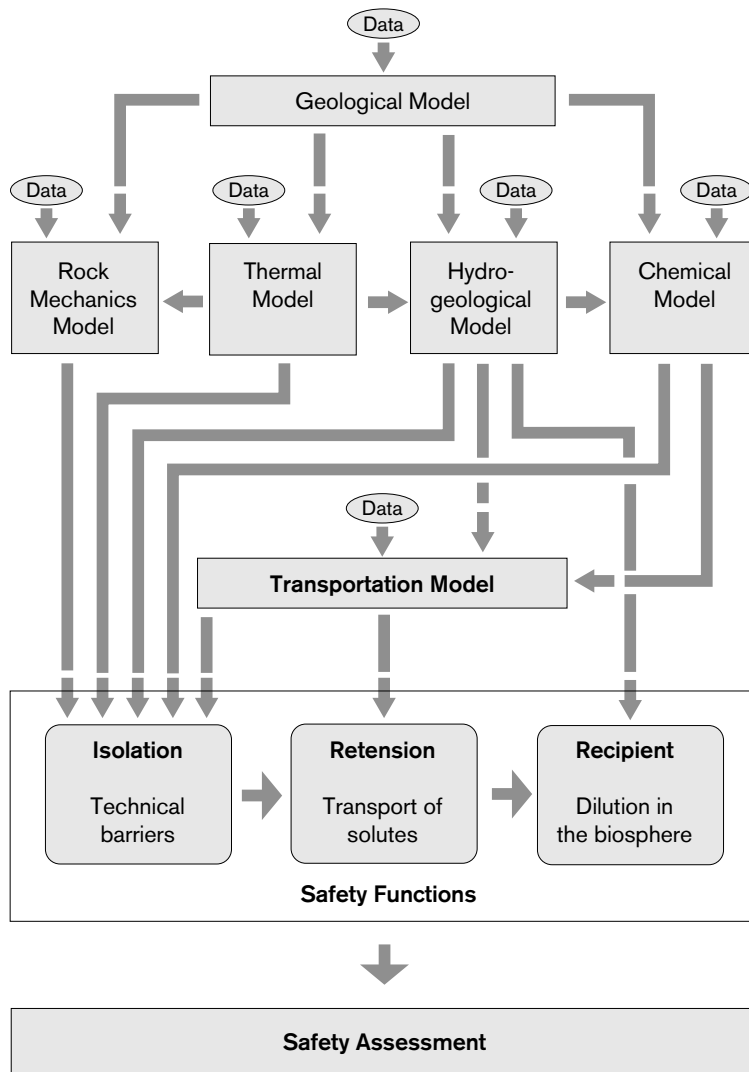 Data
Geological Model
Data
Data
Data
Data
Rock
Mechanics
Model
Thermal
Model
Hydro-
geological
Model
Chemical
Model
Data
Transportation Model
Isolation
Technical
barriers
Retension
Transport of
solutes
Recipient
Dilution in
the biosphere
Safety Functions
Safety Assessment